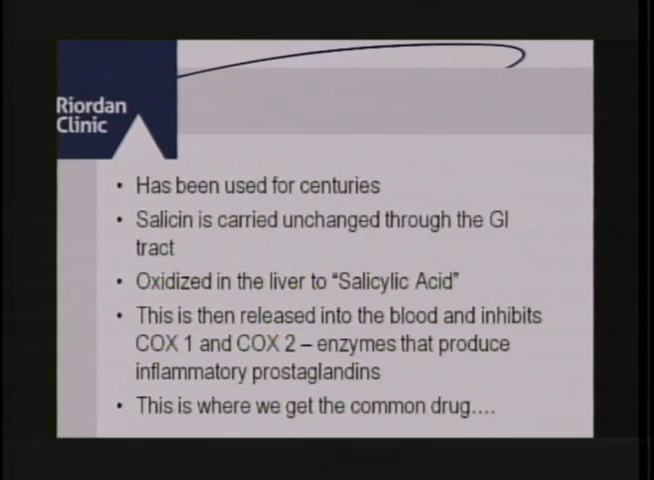 Riordan
Clinic
• Has been used for centuries
• Salicin is carried unchanged through the GI
tract
• Oxidized in the liver to “Salicylic Acid”
• This is then released into the blood and inhibits
COX 1 and COX 2 – enzymes that produce
inflammatory prostaglandins
• This is where we get the common drug….